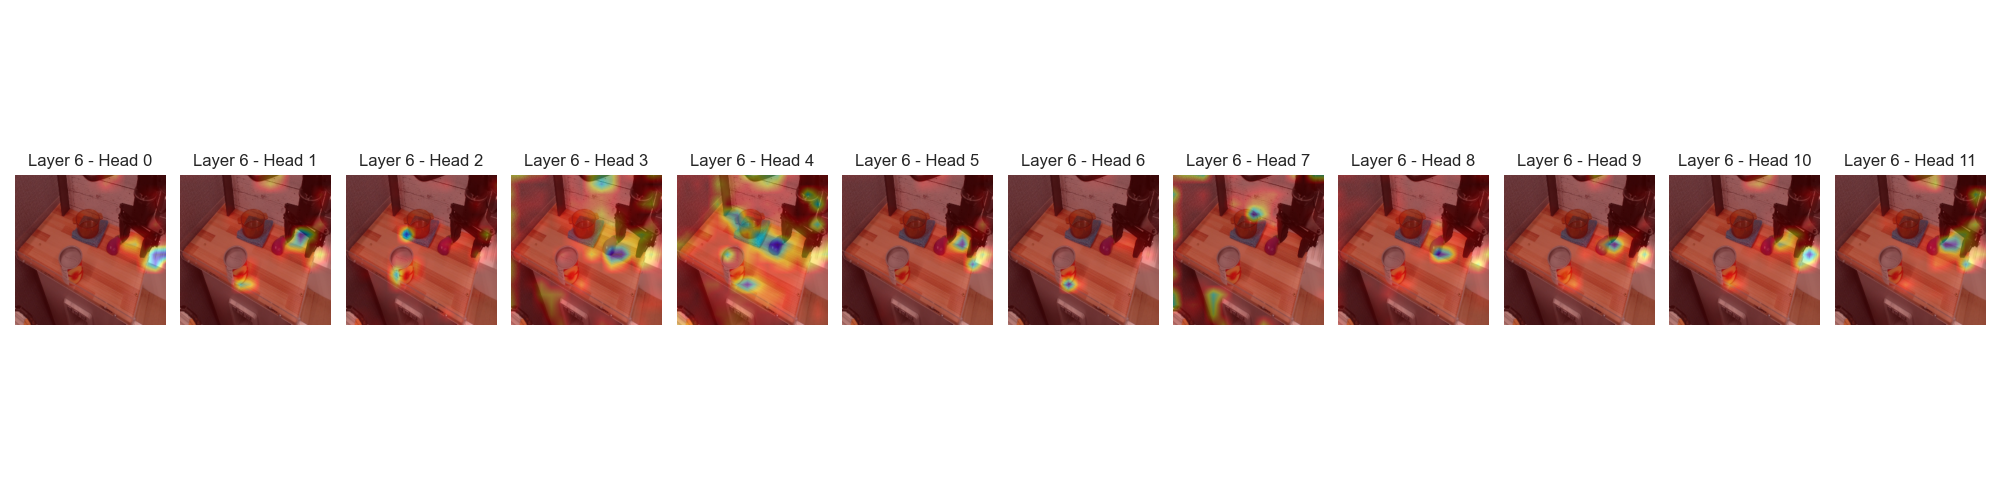 Layer 6 - Head 0
Layer 6 - Head 1
Layer 6 - Head 2
Layer 6 - Head 3
Layer 6 - Head 4
Layer 6 - Head 5
Layer 6 - Head 6
Layer 6 - Head 7
Layer 6 - Head 8
Layer 6 - Head 9
Layer 6 - Head 10
Layer 6 - Head 11